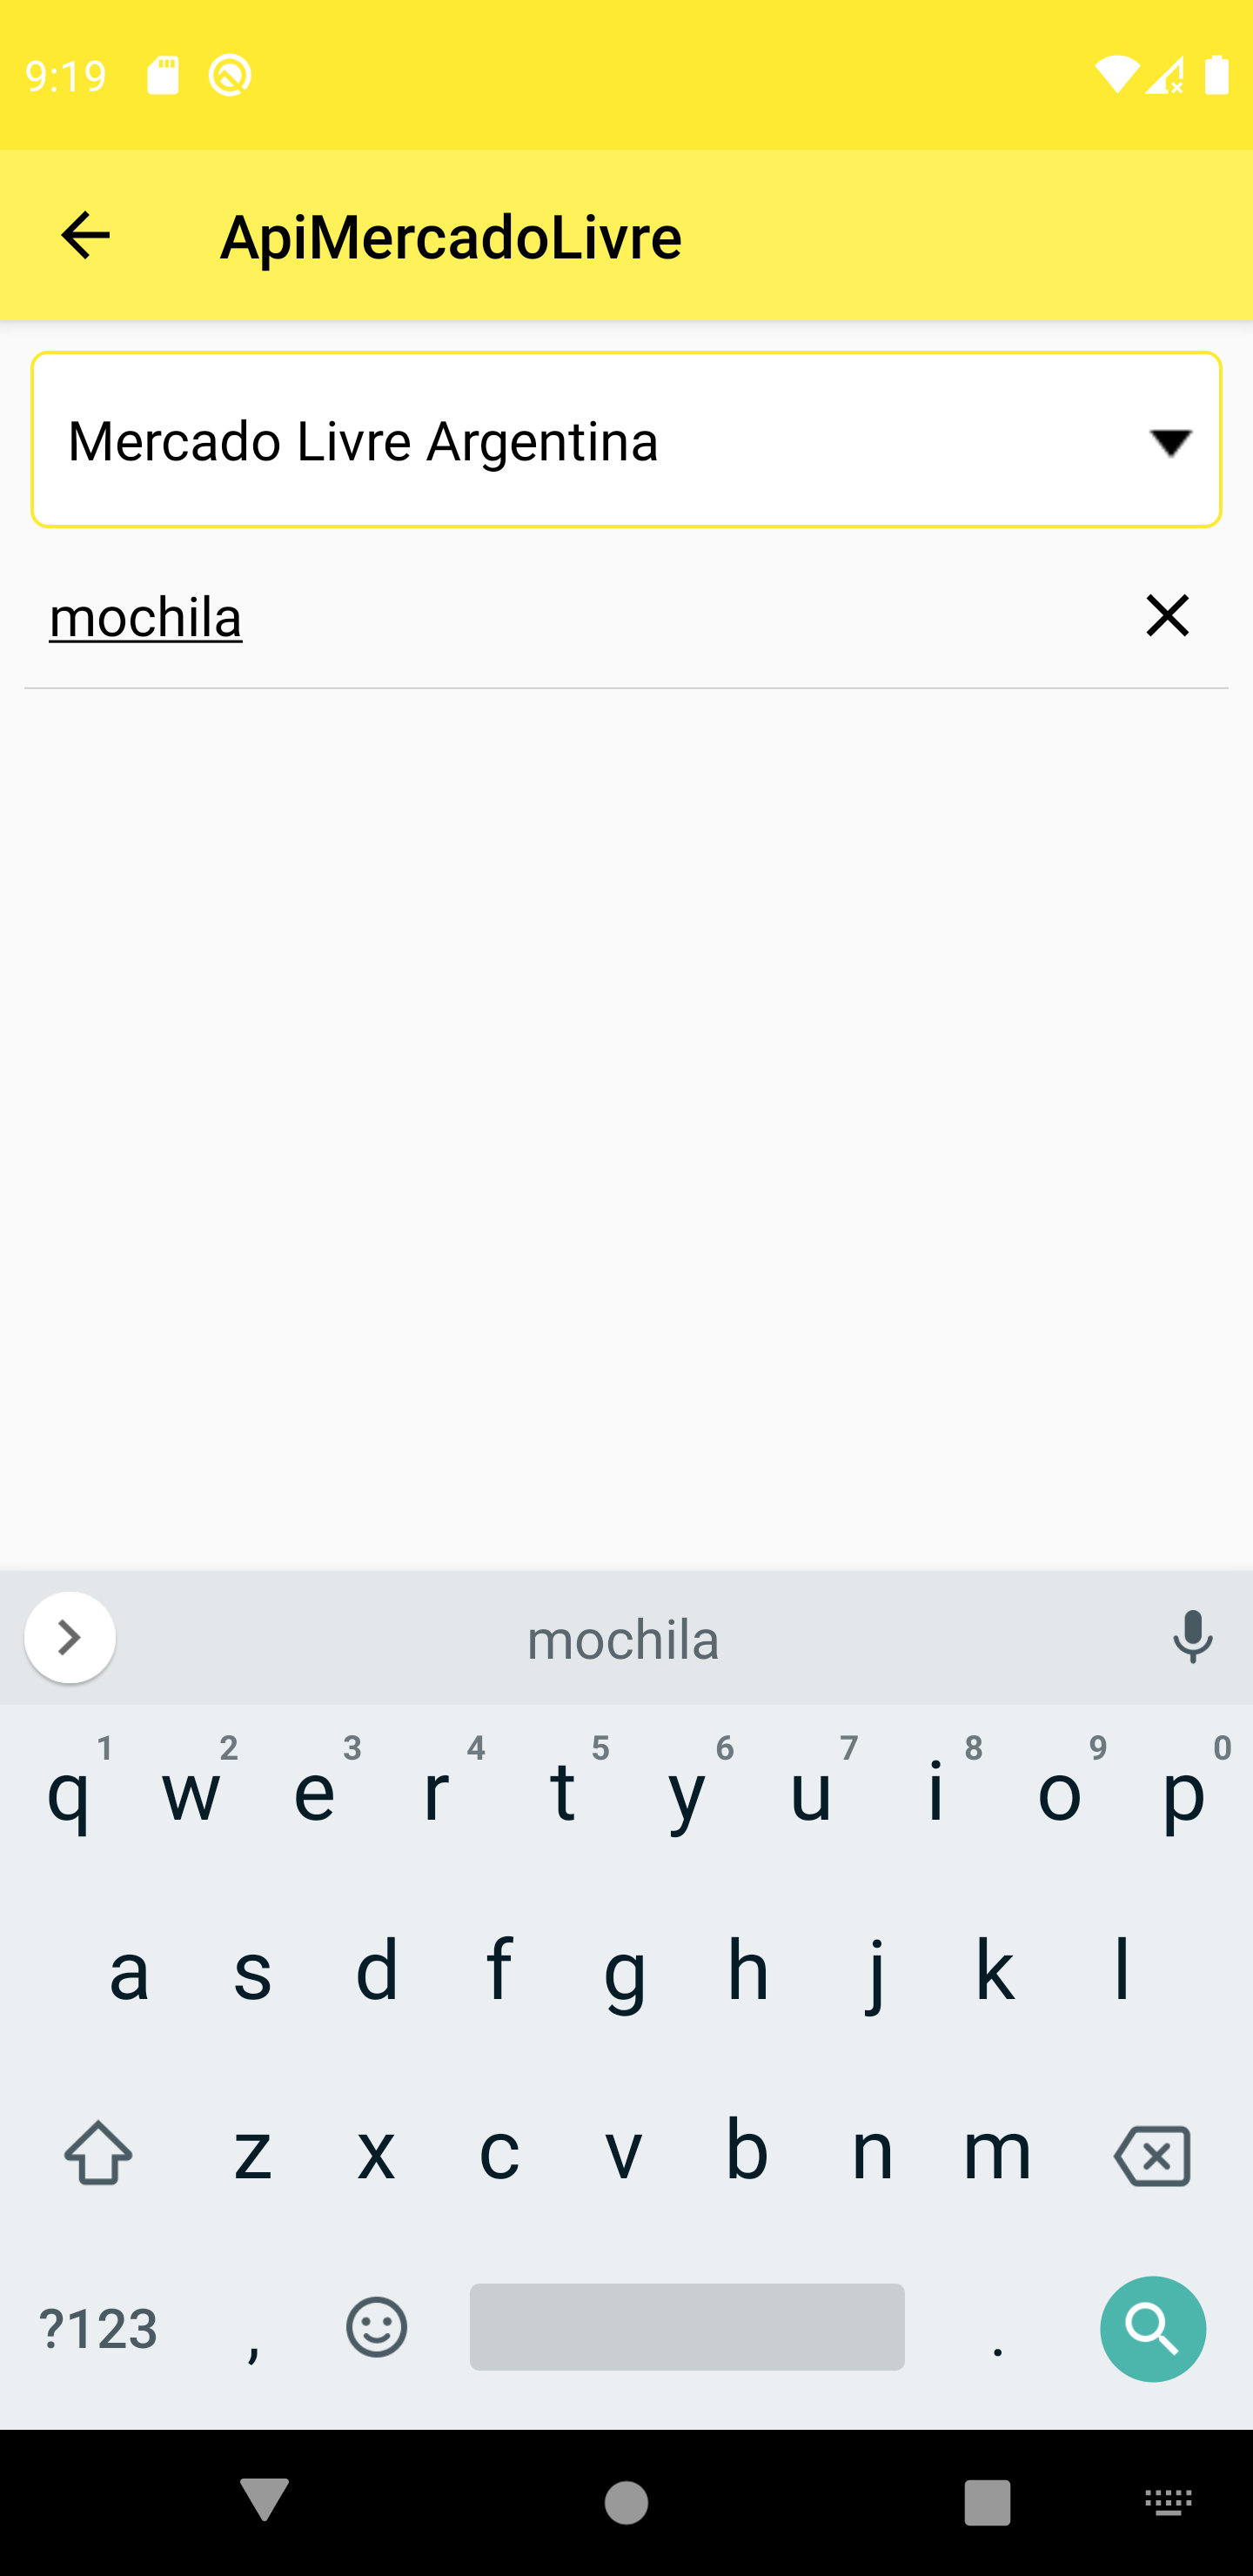 9:19
ApiMercadoLivre
Mercado Livre Argentina
mochila
mochila
1 2 3 4 5 6 7 8 9 0
q w e r t y u i o p
a s d f g h j k l
z x c v b n m
?123 , .